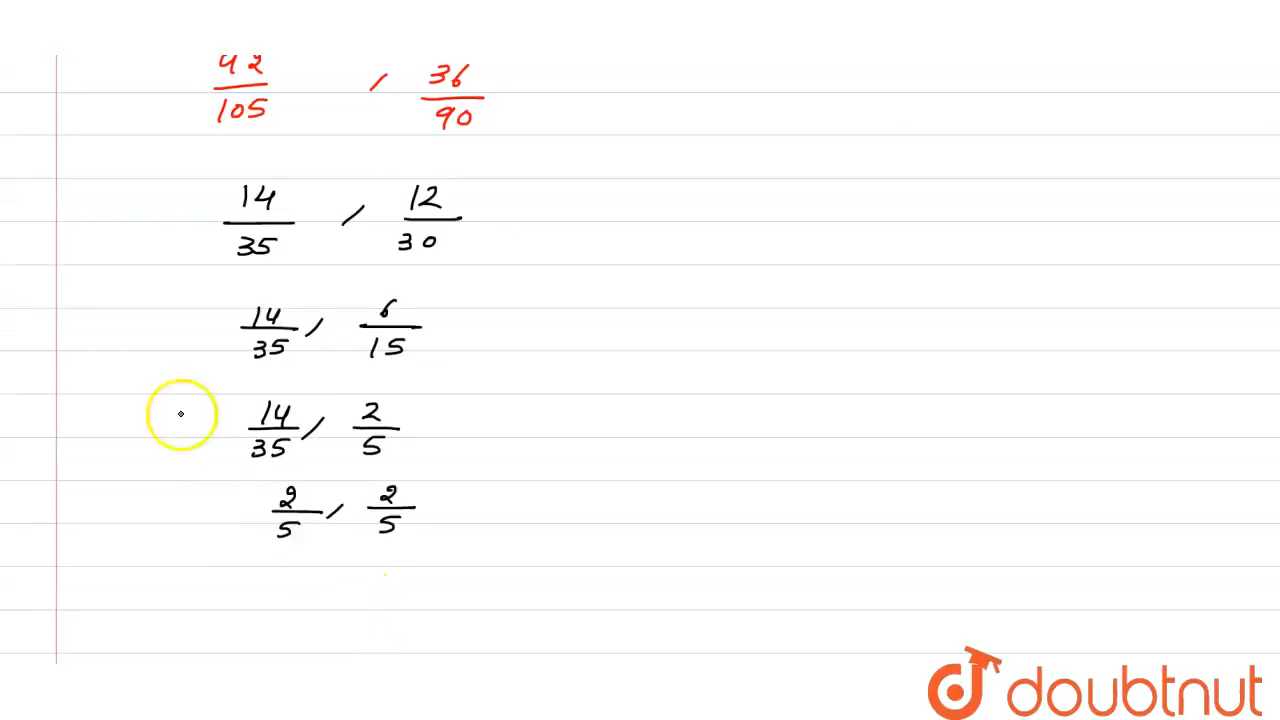 42/105 , 36/90
14/35 , 12/30
14/35 , 6/15
14/35 , 2/5
2/5 , 2/5
doubtnut